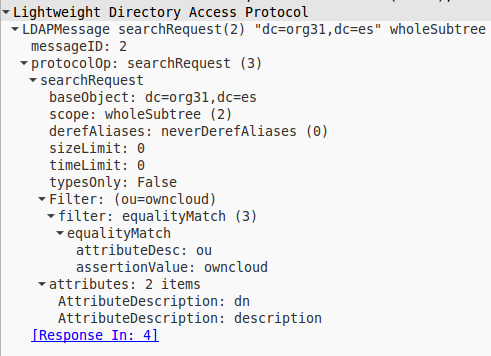 Lightweight Directory Access Protocol
LDAPMessage searchRequest(2) "dc=org31,dc=es" wholeSubtree
messageID: 2
protocolOp: searchRequest (3)
searchRequest
baseObject: dc=org31,dc=es
scope: wholeSubtree (2)
derefAliases: neverDerefAliases (0)
sizeLimit: 0
timeLimit: 0
typesOnly: False
Filter: (ou=owncloud)
filter: equalityMatch (3)
equalityMatch
attributeDesc: ou
assertionValue: owncloud
attributes: 2 items
AttributeDescription: dn
AttributeDescription: description
[Response In: 4]